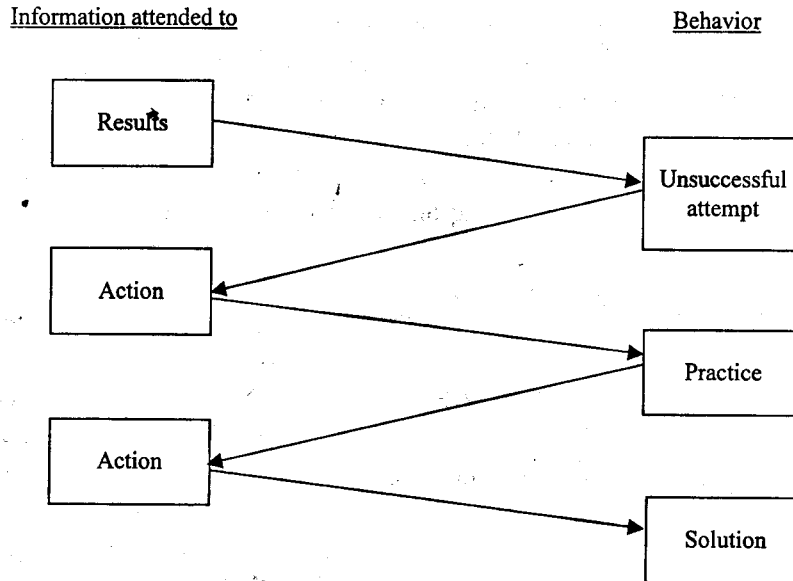 Information attended to
Behavior
Results
Unsuccessful
attempt
Action
Practice
Action
Solution